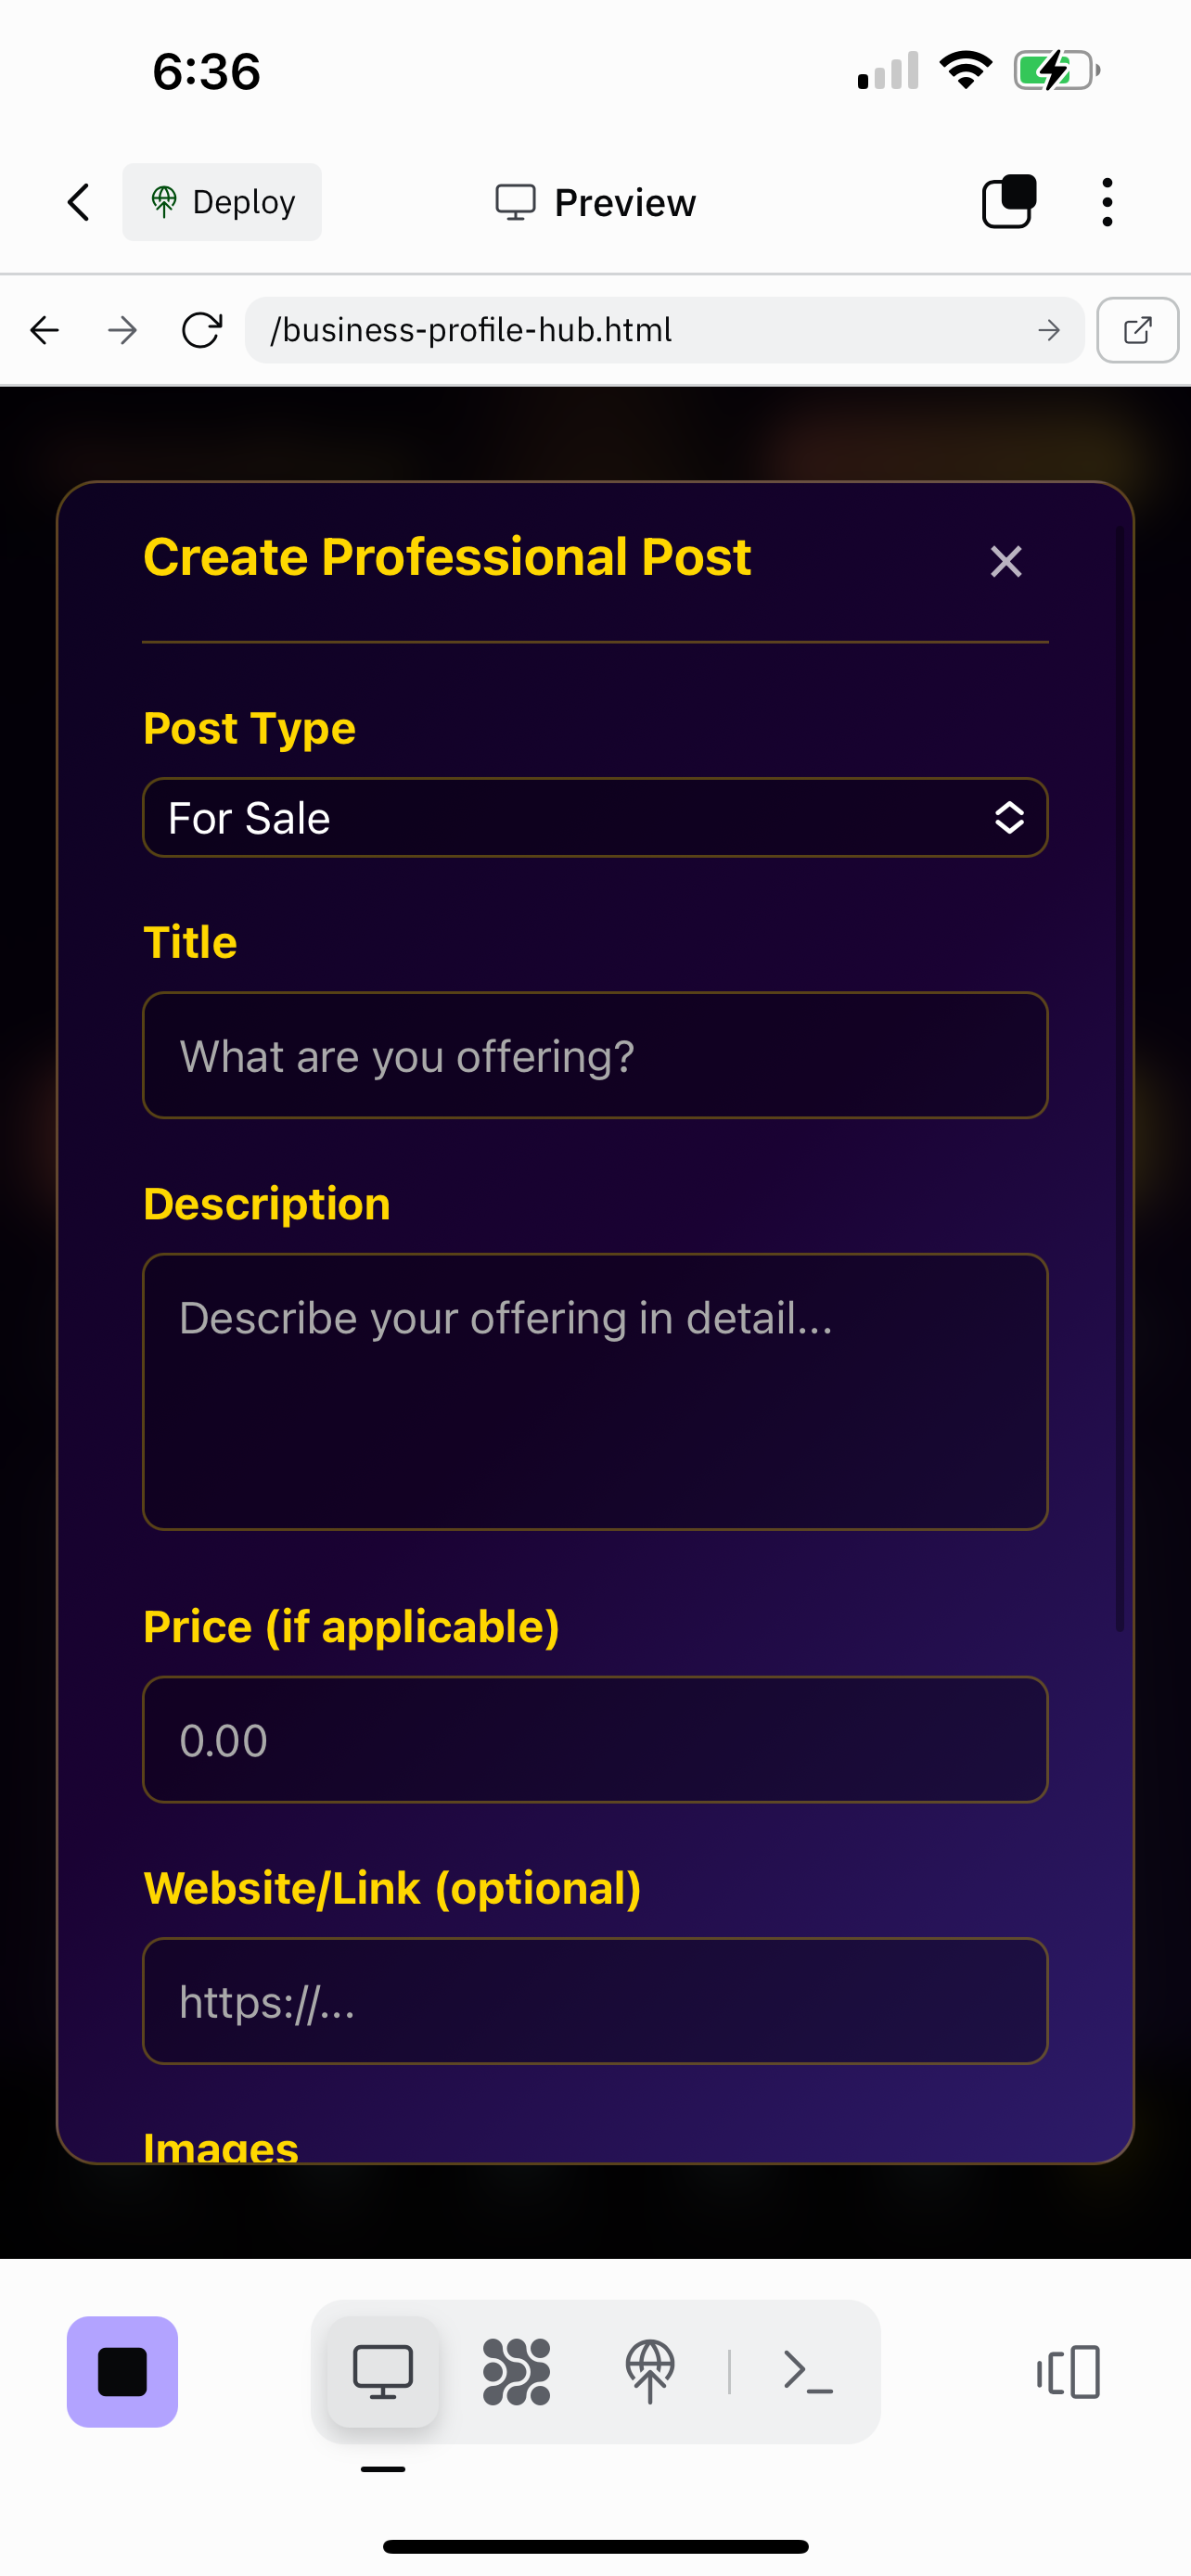 6:36
Deploy
Preview
/business-profile-hub.html
Create Professional Post
Post Type
For Sale
Title
What are you offering?
Description
Describe your offering in detail...
Price (if applicable)
0.00
Website/Link (optional)
https://...
Images